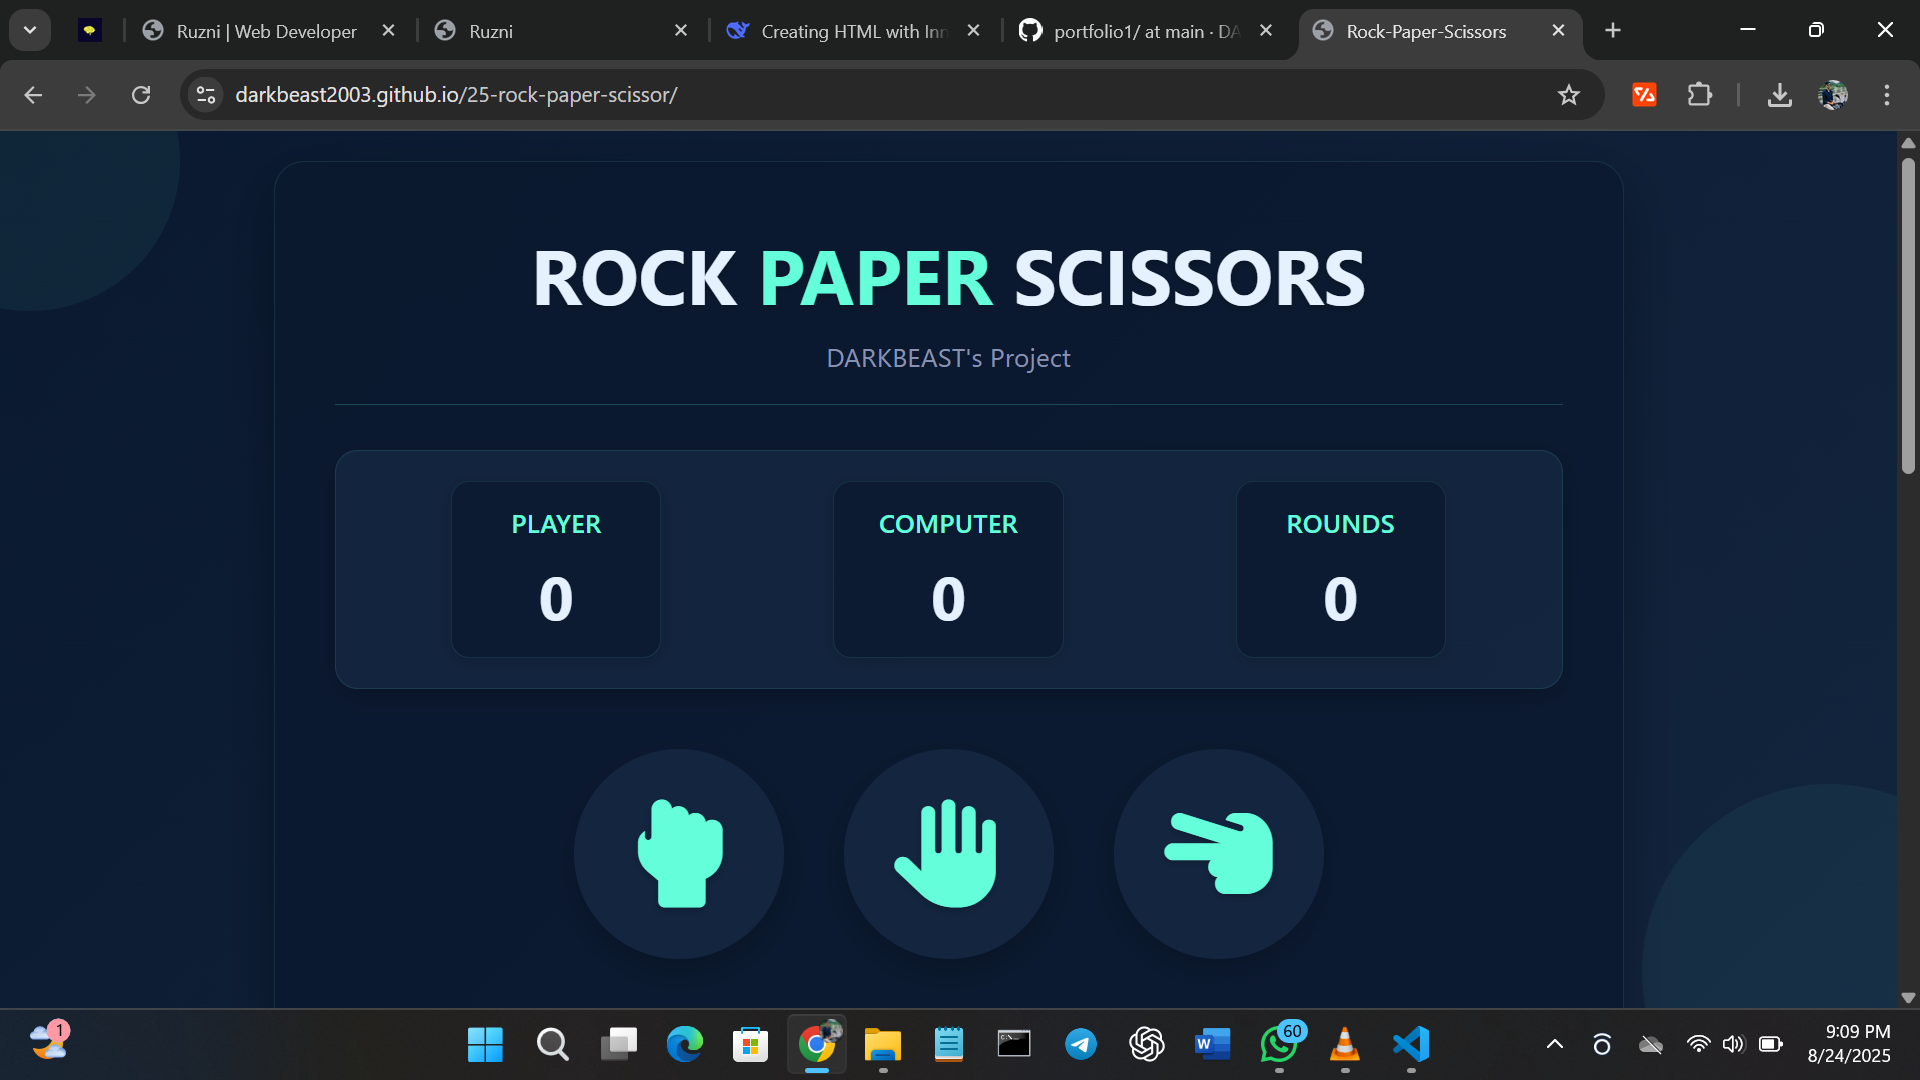 Ruzni | Web Developer
Ruzni
Creating HTML with Inn
portfolio1/ at main · DA
Rock-Paper-Scissors
darkbeast2003.github.io/25-rock-paper-scissor/
ROCK PAPER SCISSORS
DARKBEAST's Project
PLAYER COMPUTER ROUNDS
0 0 0
1
60
9:09 PM
8/24/2025